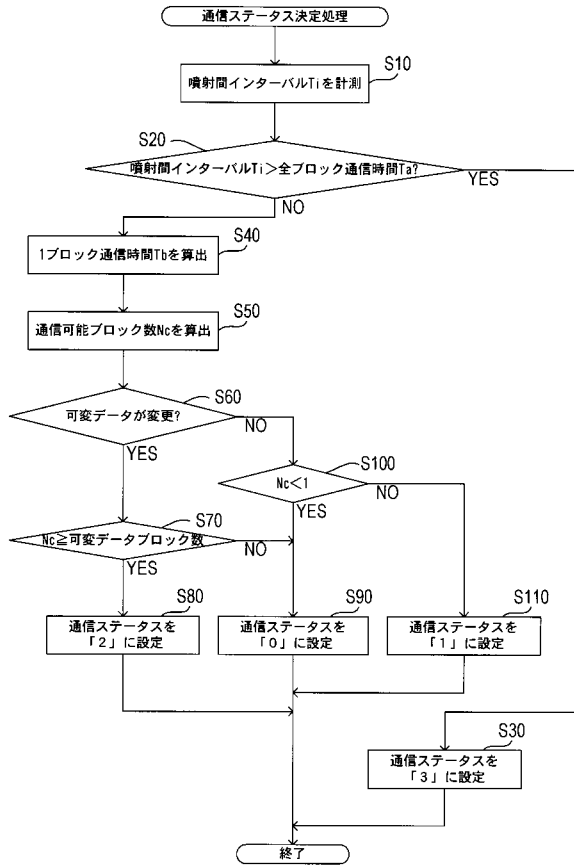 通信ステータス決定処理
S10
噴射間インターバルTiを計測
S20
噴射間インターバルTi＞全ブロック通信時間Ta?
YES
NO
S40
1ブロック通信時間Tbを算出
S50
通信可能ブロック数Ncを算出
S60
可変データが変更?
NO
YES
S100
Nc＜1
NO
YES
S70
Nc≧可変データブロック数
NO
YES
S80
通信ステータスを
「2」に設定
S90
通信ステータスを
「0」に設定
S110
通信ステータスを
「1」に設定
S30
通信ステータスを
「3」に設定
終了